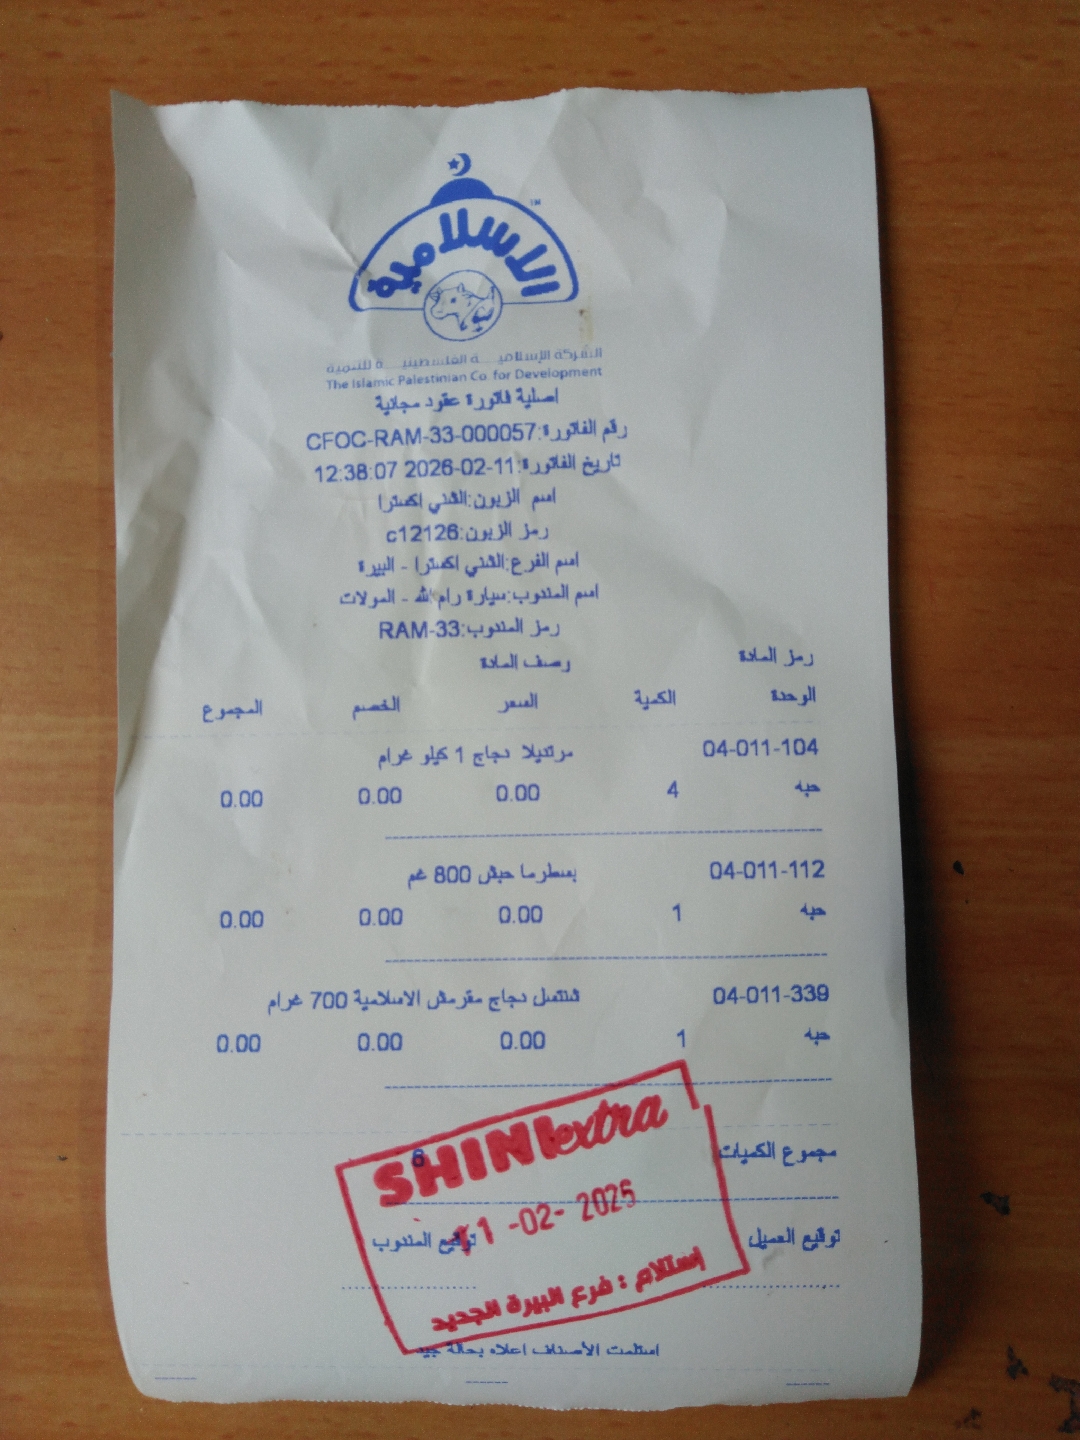 الاسلامية
™
الشركة الإسلاميـــة الفلسطينيـــة للتنمية
The Islamic Palestinian Co. for Development
اصلية فاتورة عقود مجانية
رقم الفاتورة:CFOC-RAM-33-000057
تاريخ الفاتورة:11-02-2026 12:38:07
اسم الزبون:الشني اكسترا
رمز الزبون:c12126
اسم الفرع:الشني اكسترا - البيرة
اسم المندوب:سيارة رام الله - المولات
رمز المندوب:RAM-33
رمز المادة وصف المادة
الوحدة الكمية السعر الخصم المجموع
04-011-104 مرتديلا دجاج 1 كيلو غرام
حبه 4 0.00 0.00 0.00
04-011-112 بسطرما حبش 800 غم
حبه 1 0.00 0.00 0.00
04-011-339 شنتسل دجاج مقرمش الاسلامية 700 غرام
حبه 1 0.00 0.00 0.00
مجموع الكميات 6
SHINI extra
11 -02- 2026
توقيع العميل توقيع المندوب
استلام : فرع البيرة الجديد
استلمت الأصناف اعلاه بحالة جيد